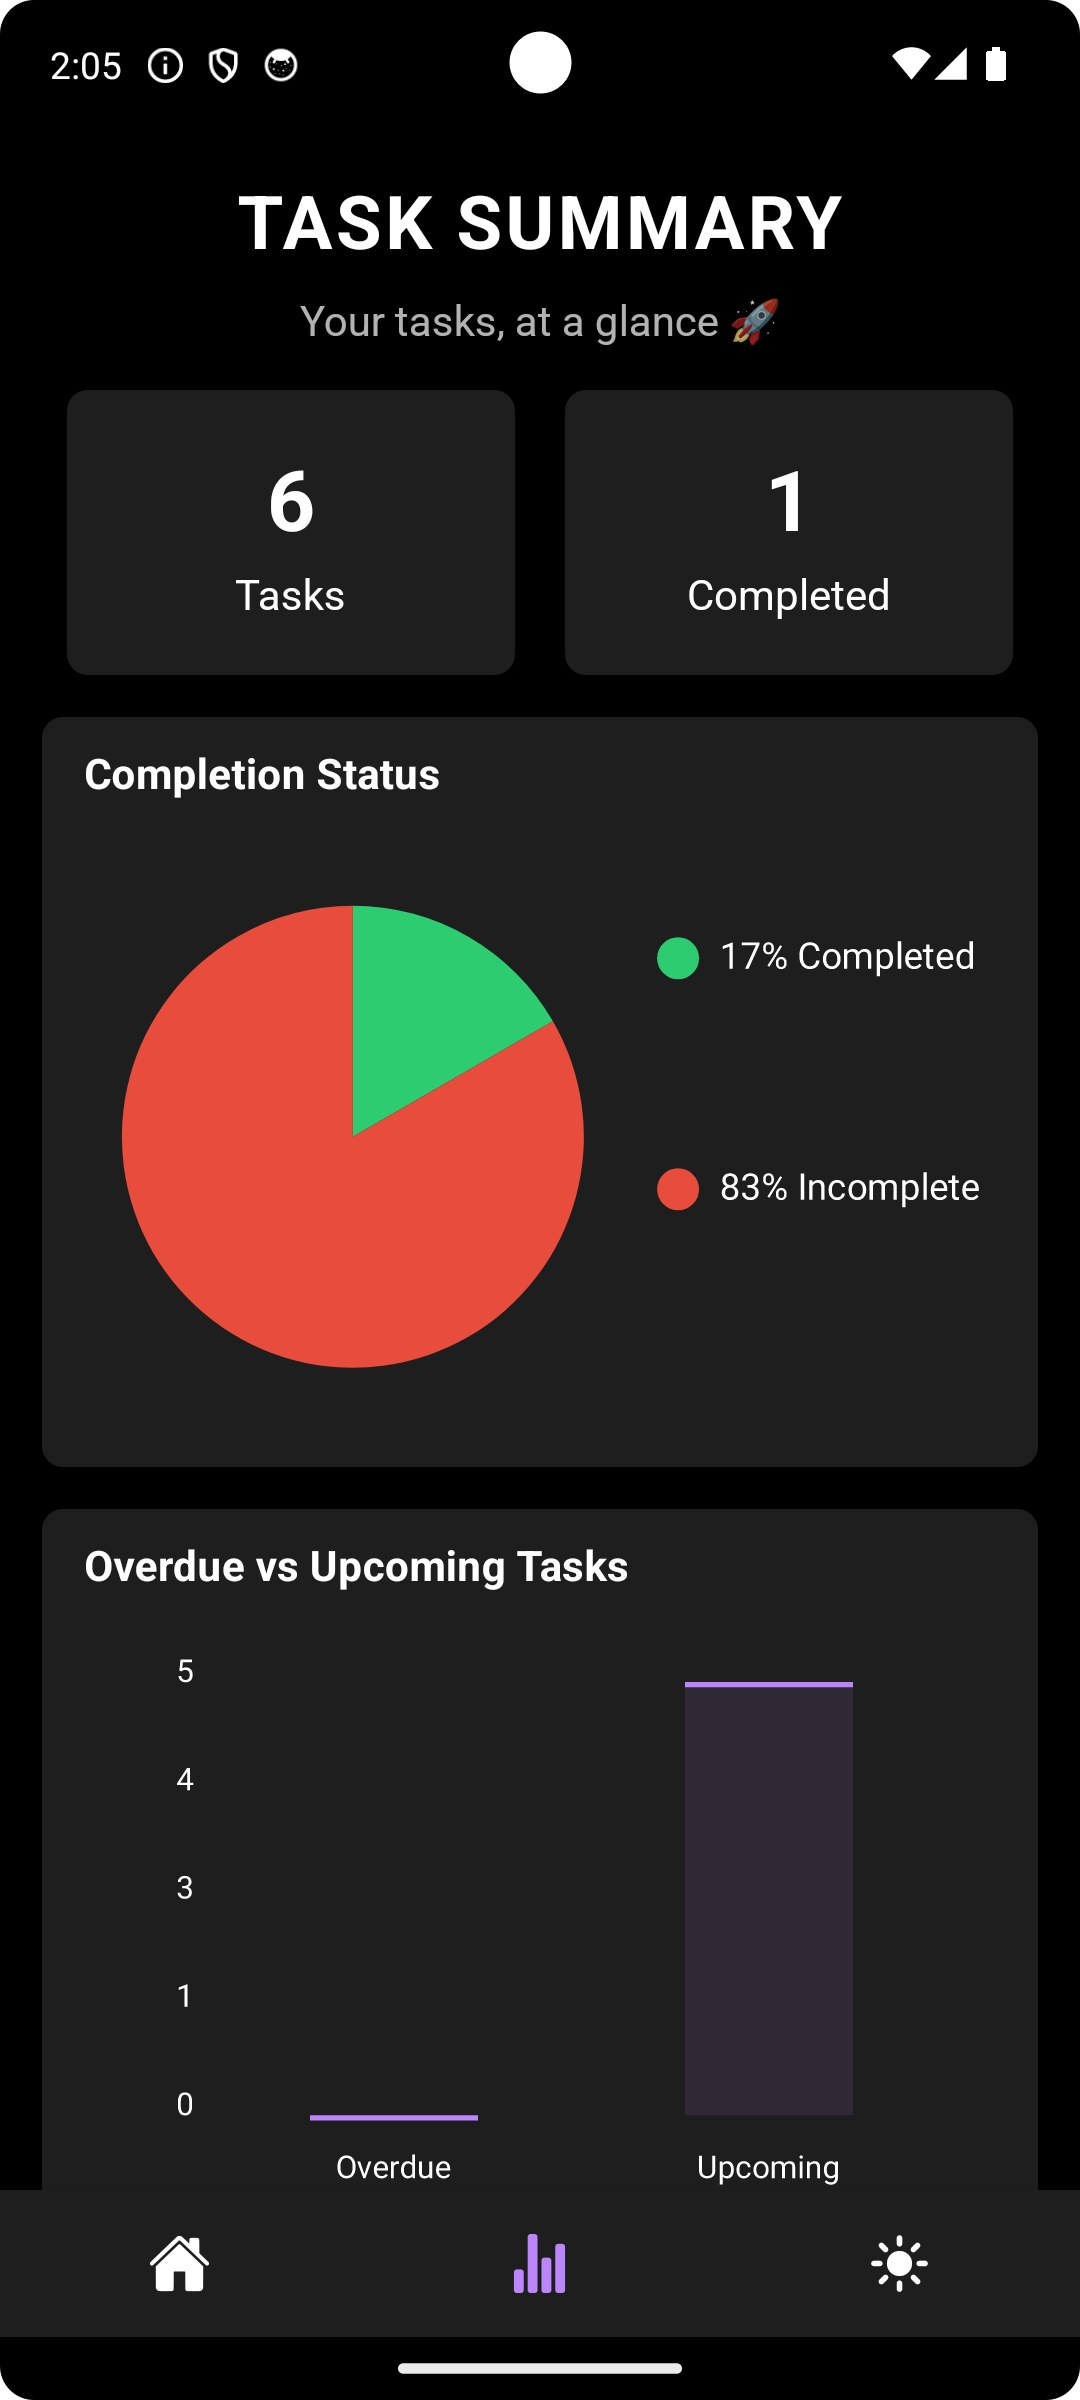 2:05
TASK SUMMARY
Your tasks, at a glance 🚀
6
Tasks
1
Completed
Completion Status
17% Completed
83% Incomplete
Overdue vs Upcoming Tasks
5
4
3
1
0
Overdue
Upcoming